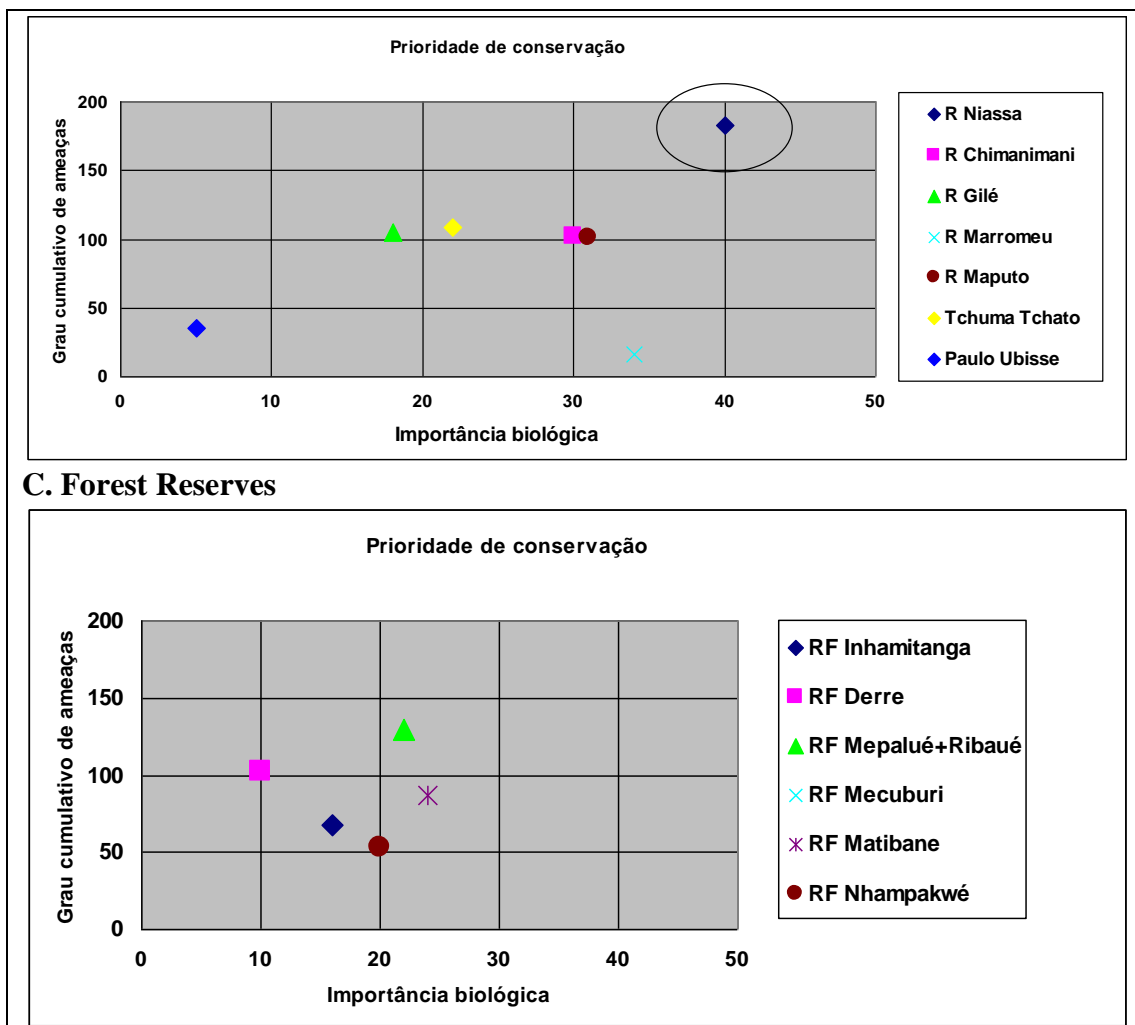 Prioridade de conservação
Grau cumulativo de ameaças
200
150
100
50
0
0 10 20 30 40 50
Importância biológica
R Niassa
R Chimanimani
R Gilé
R Marromeu
R Maputo
Tchuma Tchato
Paulo Ubisse
C. Forest Reserves
Prioridade de conservação
Grau cumulativo de ameaças
200
150
100
50
0
0 10 20 30 40 50
Importância biológica
RF Inhamitanga
RF Derre
RF Mepalué+Ribaué
RF Mecuburi
RF Matibane
RF Nhampakwé